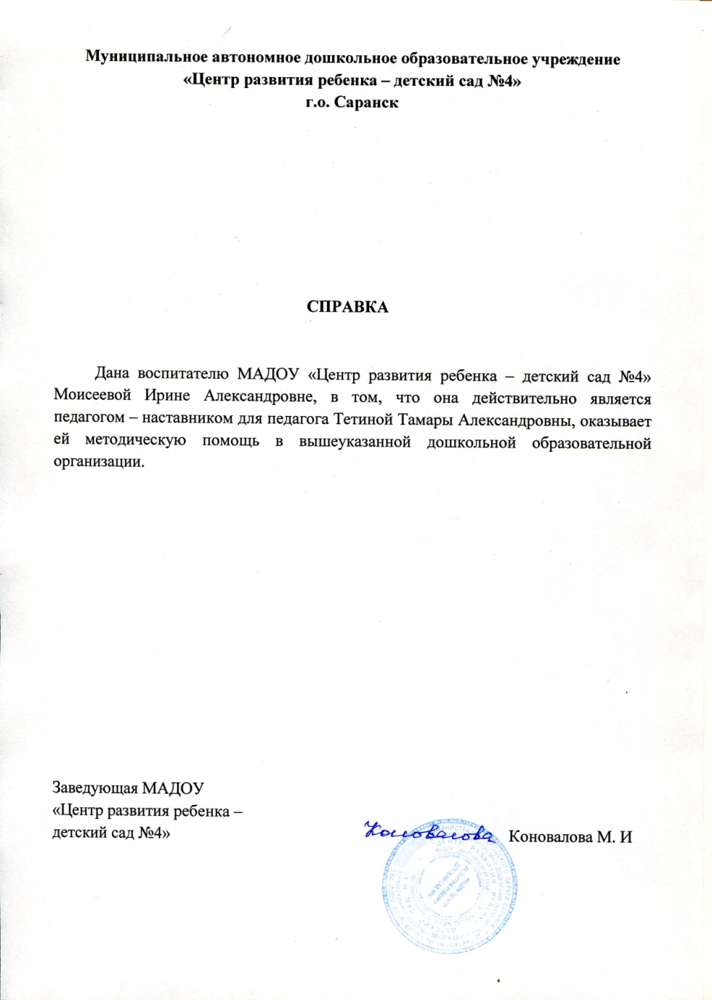 Муниципальное автономное дошкольное образовательное учреждение
«Центр развития ребенка – детский сад №4»
г.о. Саранск
СПРАВКА
Дана воспитателю МАДОУ «Центр развития ребенка – детский сад №4»
Моисеевой Ирине Александровне, в том, что она действительно является
педагогом – наставником для педагога Тетиной Тамары Александровны, оказывает
ей методическую помощь в вышеуказанной дошкольной образовательной
организации.
Заведующая МАДОУ
«Центр развития ребенка –
детский сад №4»
Коновалова Коновалова М. И